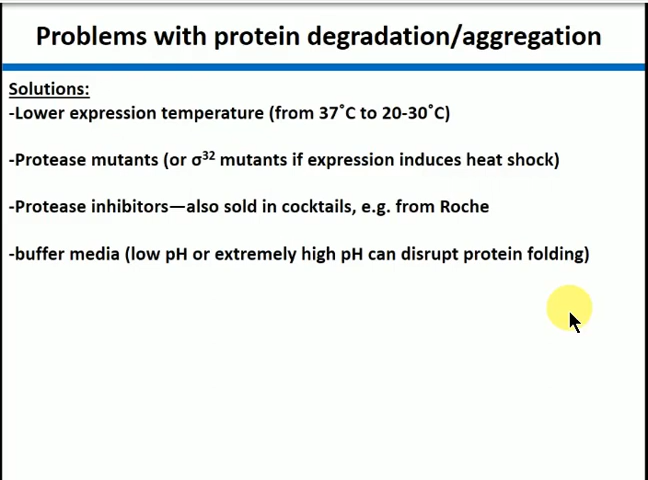 Problems with protein degradation/aggregation
Solutions:
-Lower expression temperature (from 37˚C to 20-30˚C)
-Protease mutants (or σ³² mutants if expression induces heat shock)
-Protease inhibitors—also sold in cocktails, e.g. from Roche
-buffer media (low pH or extremely high pH can disrupt protein folding)